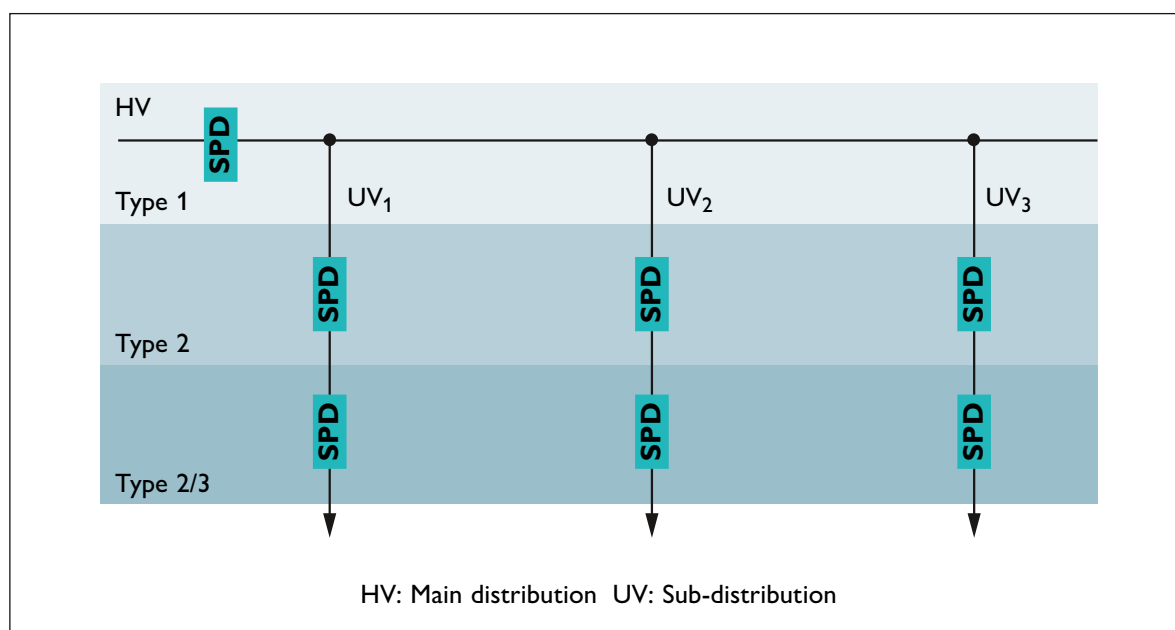 HV
SPD
Type 1
UV₁
UV₂
UV₃
SPD
SPD
SPD
Type 2
SPD
SPD
SPD
Type 2/3
HV: Main distribution UV: Sub-distribution